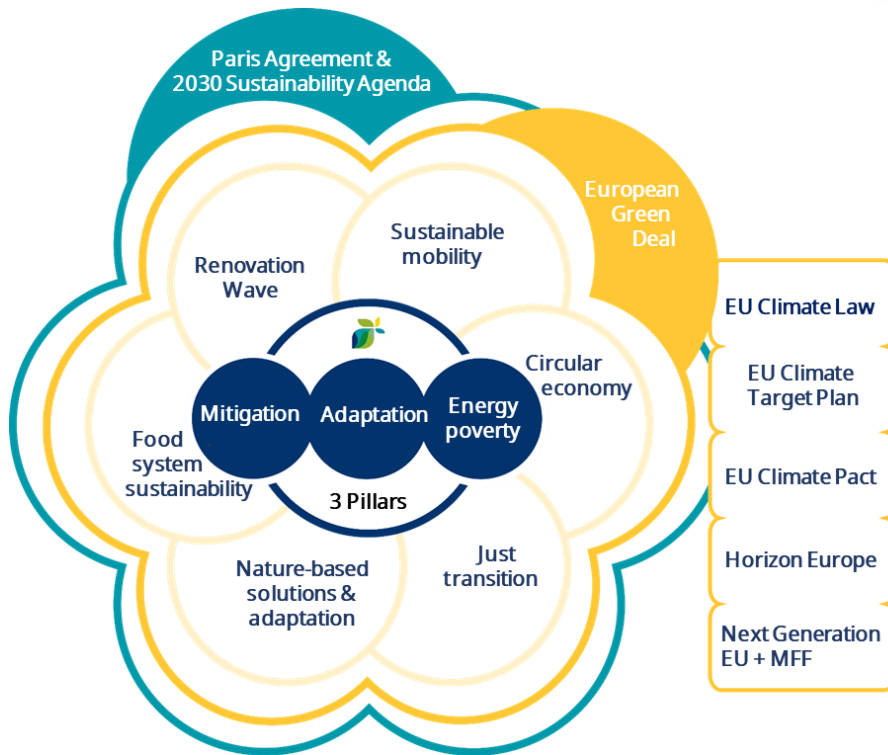 Paris Agreement &
2030 Sustainability Agenda
European
Green
Deal
Sustainable
mobility
Renovation
Wave
Circular
economy
Mitigation
Adaptation
Energy
poverty
Food
system
sustainability
3 Pillars
Nature-based
solutions &
adaptation
Just
transition
EU Climate Law
EU Climate
Target Plan
EU Climate Pact
Horizon Europe
Next Generation
EU + MFF